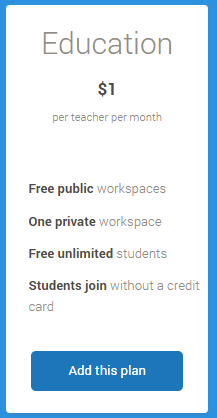 Education
$1
per teacher per month
Free public workspaces
One private workspace
Free unlimited students
Students join without a credit
card
Add this plan